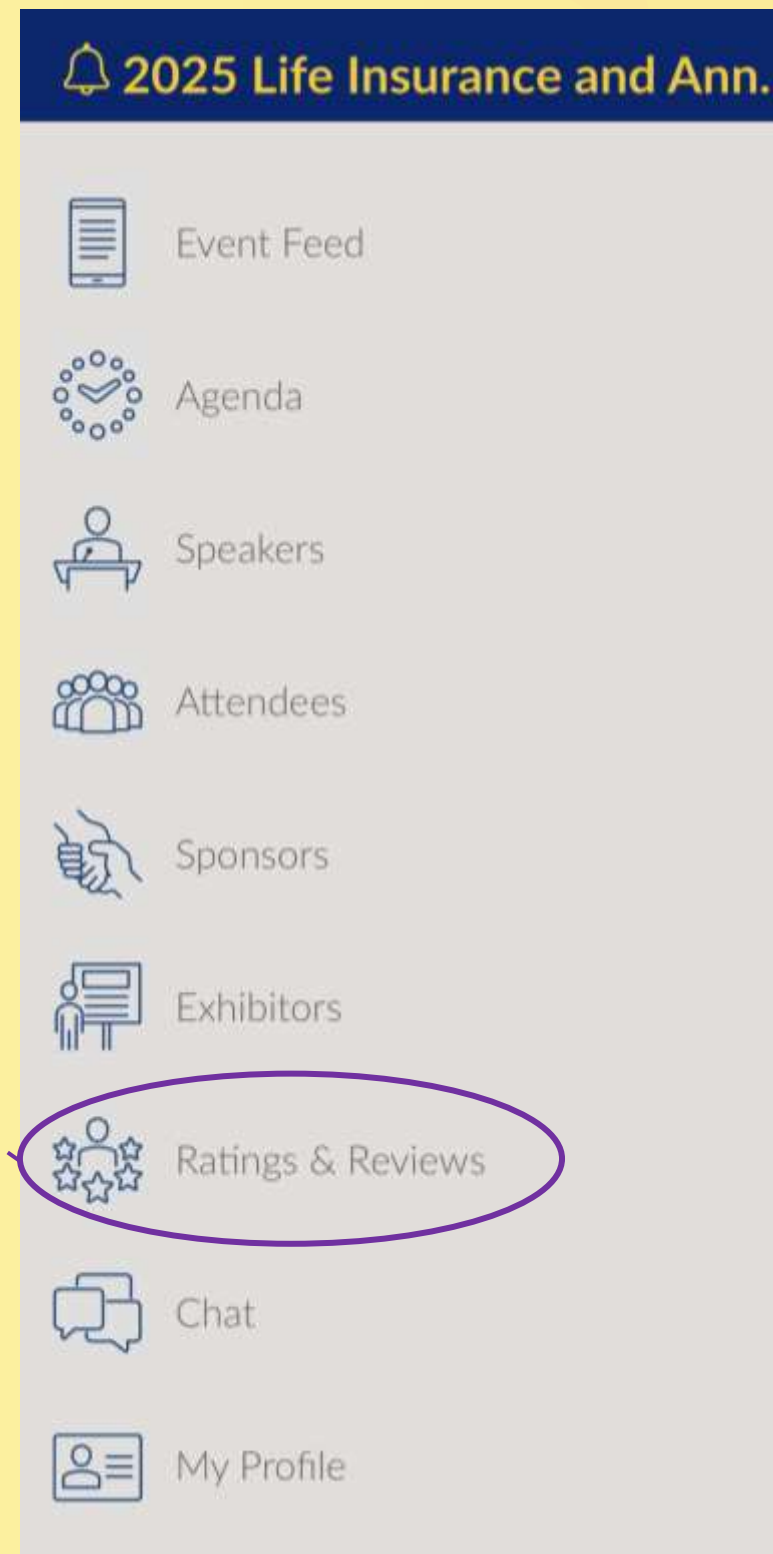 2025 Life Insurance and Ann.
Event Feed
Agenda
Speakers
Attendees
Sponsors
Exhibitors
Ratings & Reviews
Chat
My Profile